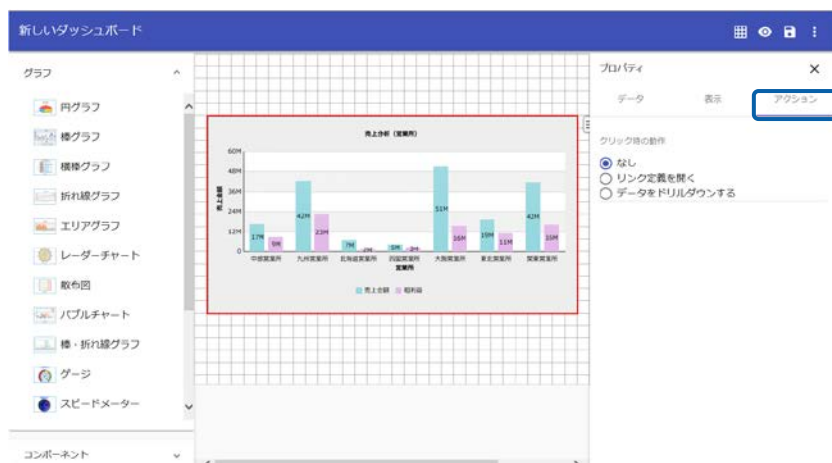 新しいダッシュボード
グラフ
円グラフ
棒グラフ
横棒グラフ
折れ線グラフ
エリアグラフ
レーダーチャート
散布図
バブルチャート
棒・折れ線グラフ
ゲージ
スピードメーター
コンポーネント
売上分析（営業所）
売上金額
60M
48M
36M
24M
12M
0
17M 9M 42M 23M 7M 2M 5M 2M 51M 16M 19M 11M 42M 16M
中部営業所 九州営業所 北海道営業所 四国営業所 大阪営業所 東北営業所 関東営業所
営業所
売上金額 粗利益
プロパティ
データ 表示 アクション
クリック時の動作
なし
リンク定義を開く
データをドリルダウンする